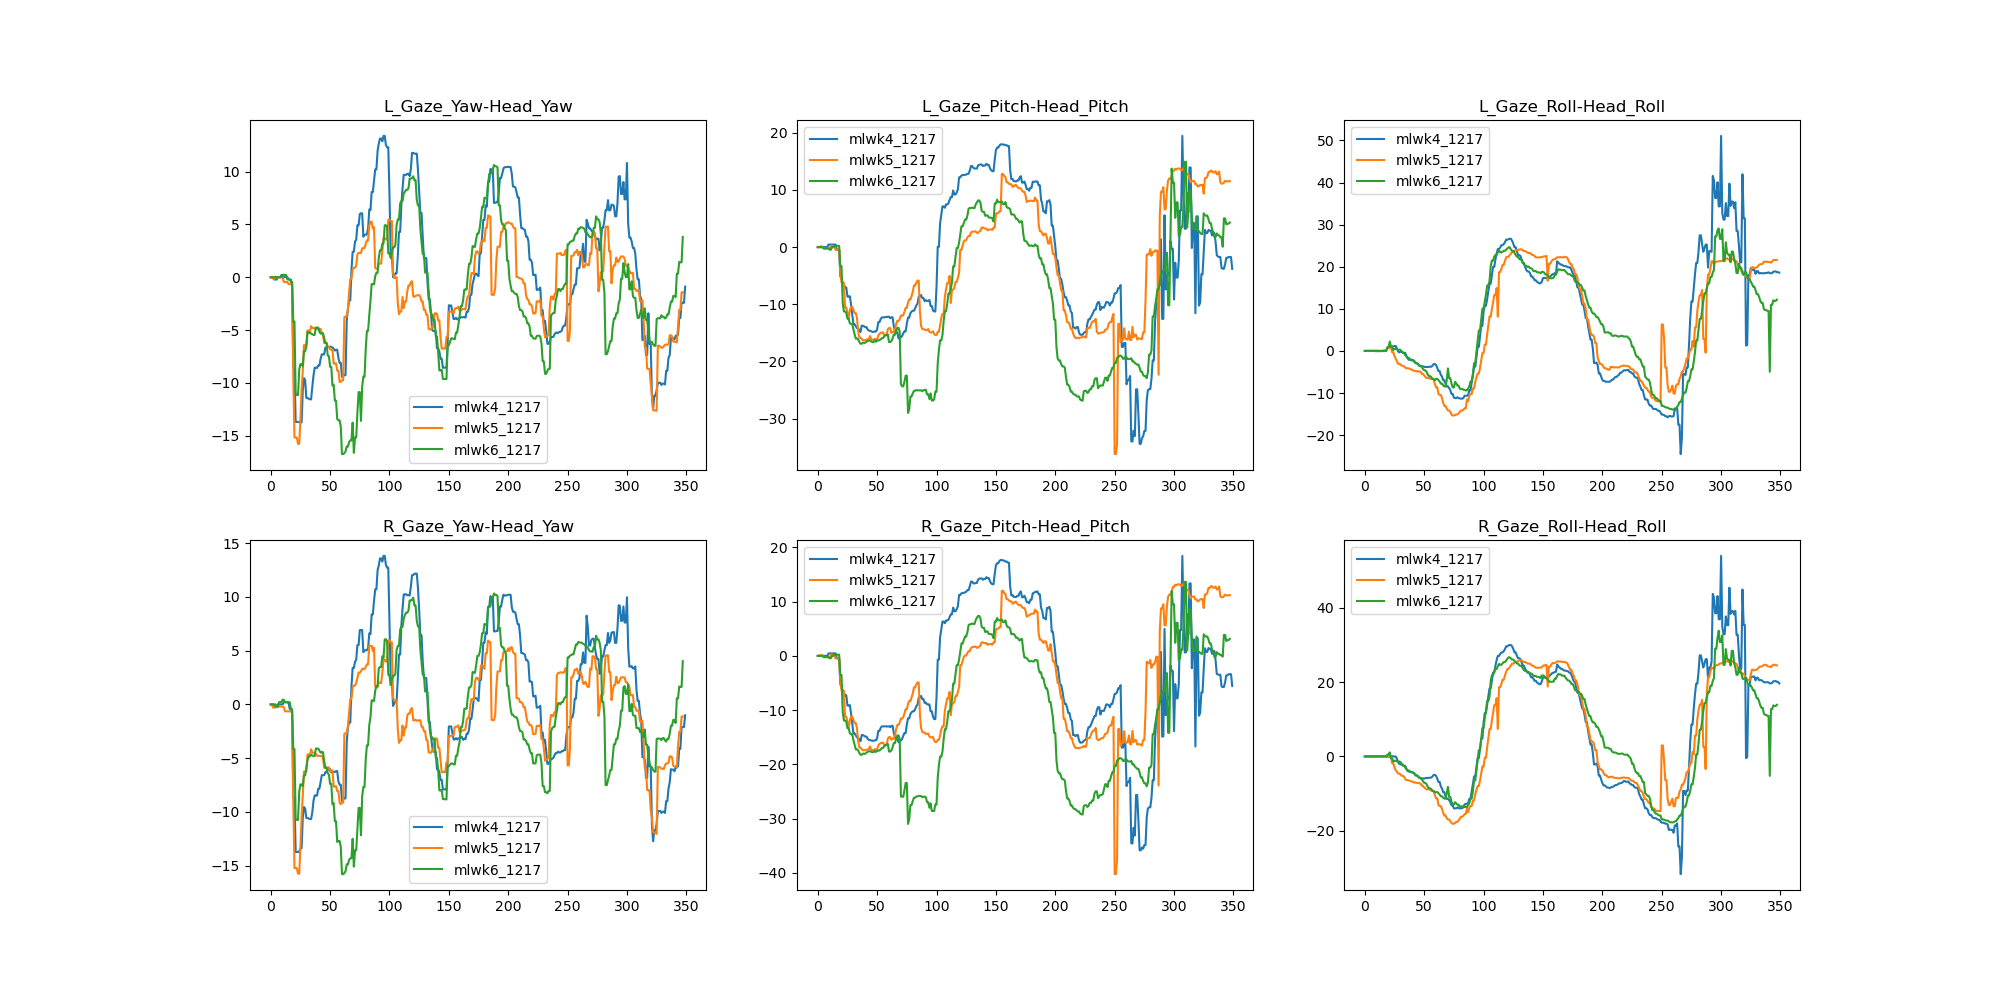 L_Gaze_Yaw-Head_Yaw
10
5
0
−5
−10
−15
0 50 100 150 200 250 300 350
mlwk4_1217
mlwk5_1217
mlwk6_1217
L_Gaze_Pitch-Head_Pitch
20
10
0
−10
−20
−30
0 50 100 150 200 250 300 350
mlwk4_1217
mlwk5_1217
mlwk6_1217
L_Gaze_Roll-Head_Roll
50
40
30
20
10
0
−10
−20
0 50 100 150 200 250 300 350
mlwk4_1217
mlwk5_1217
mlwk6_1217
R_Gaze_Yaw-Head_Yaw
15
10
5
0
−5
−10
−15
0 50 100 150 200 250 300 350
mlwk4_1217
mlwk5_1217
mlwk6_1217
R_Gaze_Pitch-Head_Pitch
20
10
0
−10
−20
−30
−40
0 50 100 150 200 250 300 350
mlwk4_1217
mlwk5_1217
mlwk6_1217
R_Gaze_Roll-Head_Roll
40
20
0
−20
0 50 100 150 200 250 300 350
mlwk4_1217
mlwk5_1217
mlwk6_1217